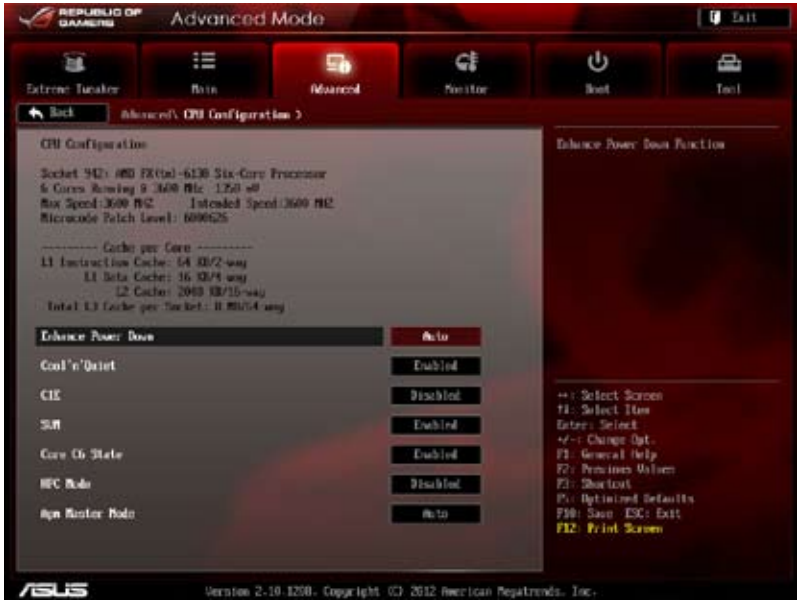 REPUBLIC OF GAMERS
Advanced Mode
Exit
Extreme Tweaker
Main
Advanced
Monitor
Boot
Tool
Back
Advanced\ CPU Configuration >
CPU Configuration
Socket 942: AMD FX(tm)-6130 Six-Core Processor
6 Cores Running @ 3600 MHz 1350 mV
Max Speed:3600 MHZ Intended Speed:3600 MHZ
Microcode Patch Level: 6000626
---------- Cache per Core ----------
L1 Instruction Cache: 64 KB/2-way
L1 Data Cache: 16 KB/4-way
L2 Cache: 2048 KB/16-way
Total L3 Cache per Socket: 8 MB/64-way
Enhance Power Down
Auto
Cool'n'Quiet
Enabled
C1E
Disabled
SVM
Enabled
Core C6 State
Enabled
HPC Mode
Disabled
Apm Master Mode
Auto
Enhance Power Down Function
→←: Select Screen
↑↓: Select Item
Enter: Select
+/-: Change Opt.
F1: General Help
F2: Previous Values
F3: Shortcut
F5: Optimized Defaults
F10: Save ESC: Exit
F12: Print Screen
ASUS
Version 2.10.1208. Copyright (C) 2012 American Megatrends, Inc.